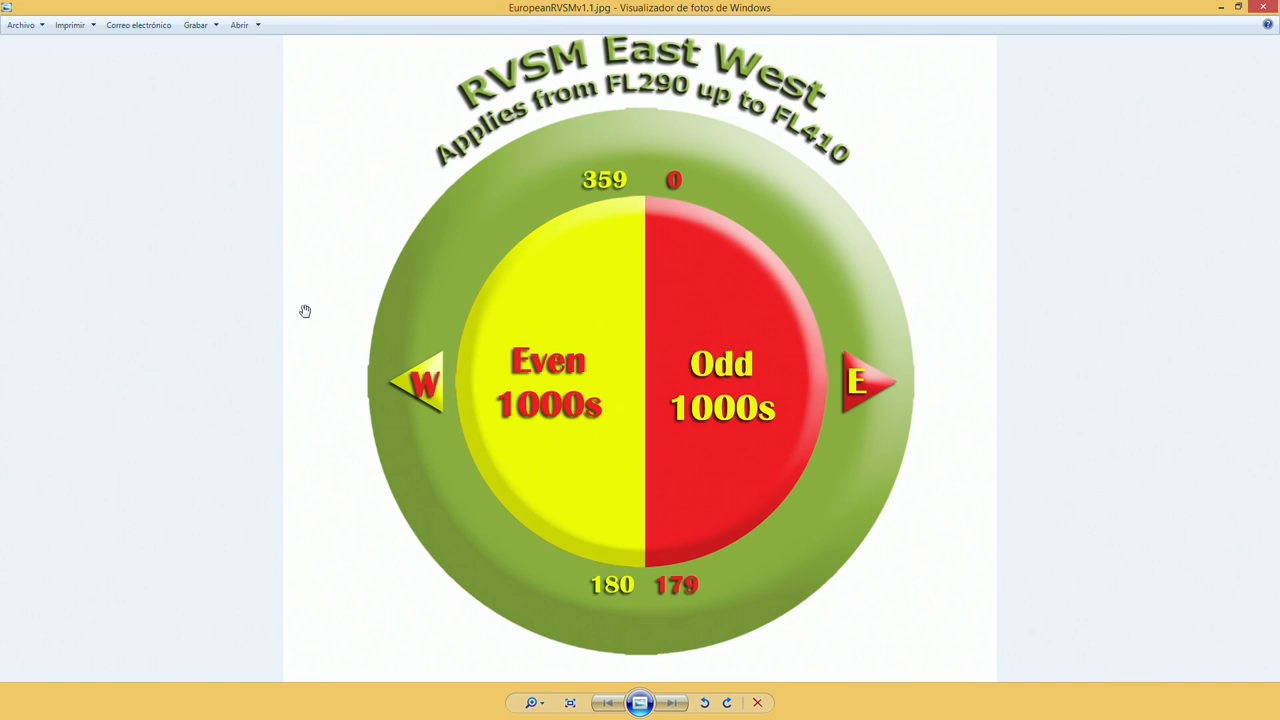 EuropeanRVSMv1.1.jpg - Visualizador de fotos de Windows
Archivo Imprimir Correo electrónico Grabar Abrir
RVSM East West
Applies from FL290 up to FL410
359 0
W Even 1000s Odd 1000s E
180 179